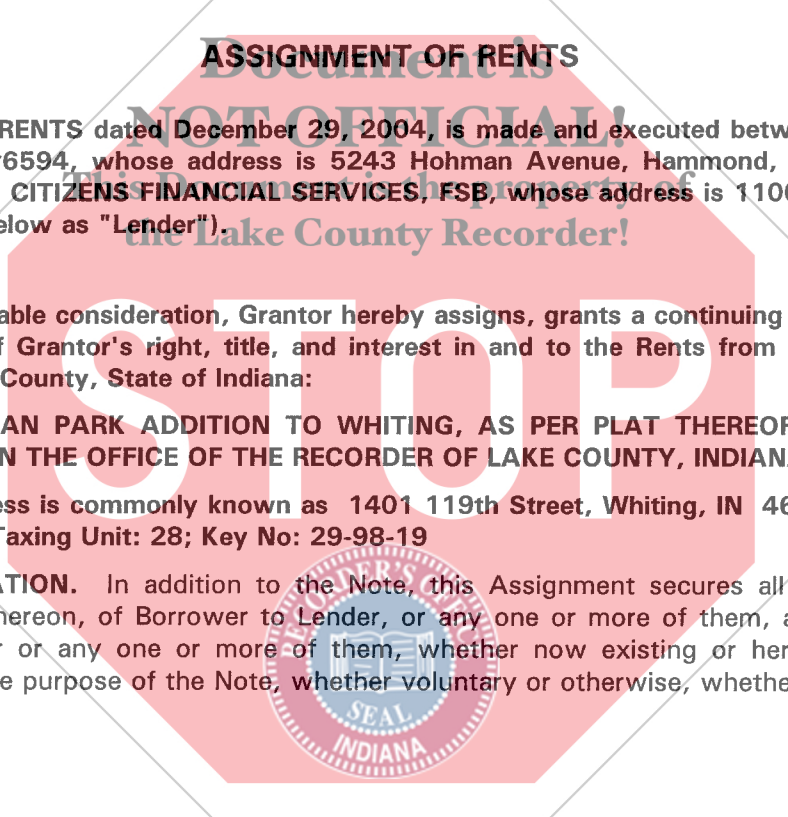 ASSIGNMENT OF RENTS
Document is
NOT OFFICIAL!
RENTS dated December 29, 2004, is made and executed betw
6594, whose address is 5243 Hohman Avenue, Hammond,
This Document is the property of
CITIZENS FINANCIAL SERVICES, FSB, whose address is 1100
elow as "Lender").
the Lake County Recorder!
able consideration, Grantor hereby assigns, grants a continuing
f Grantor's right, title, and interest in and to the Rents from
County, State of Indiana:
STOP
AN PARK ADDITION TO WHITING, AS PER PLAT THEREOF
N THE OFFICE OF THE RECORDER OF LAKE COUNTY, INDIANA
ess is commonly known as 1401 119th Street, Whiting, IN 46
Taxing Unit: 28; Key No: 29-98-19
ATION. In addition to the Note, this Assignment secures all
hereon, of Borrower to Lender, or any one or more of them, a
r or any one or more of them, whether now existing or her
e purpose of the Note, whether voluntary or otherwise, whethe
RECORDER'S OFFICE
SEAL
INDIANA